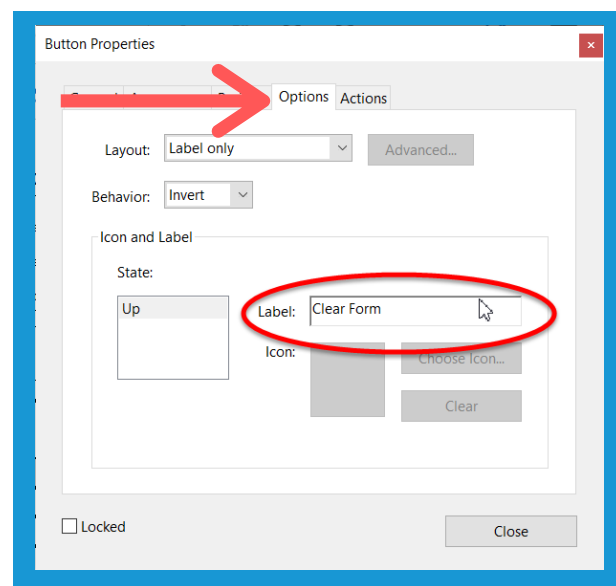 Button Properties
Options Actions
Layout: Label only Advanced...
Behavior: Invert
Icon and Label
State:
Up
Label: Clear Form
Icon: Choose Icon...
Clear
Locked
Close